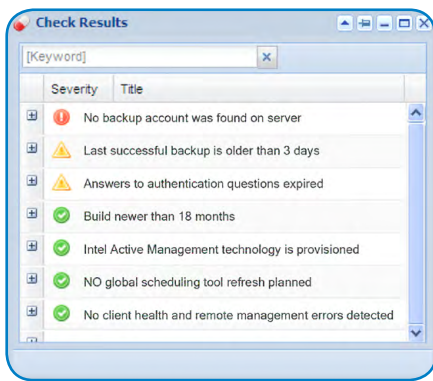 Check Results
[Keyword]
Severity Title
No backup account was found on server
Last successful backup is older than 3 days
Answers to authentication questions expired
Build newer than 18 months
Intel Active Management technology is provisioned
NO global scheduling tool refresh planned
No client health and remote management errors detected